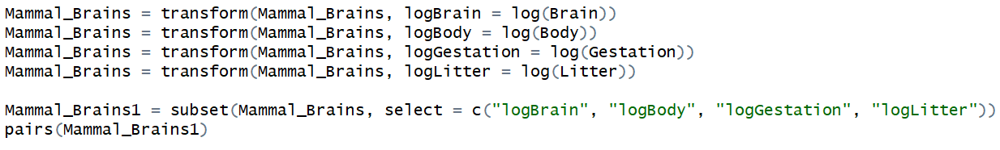 Mammal_Brains = transform(Mammal_Brains, logBrain = log(Brain))
Mammal_Brains = transform(Mammal_Brains, logBody = log(Body))
Mammal_Brains = transform(Mammal_Brains, logGestation = log(Gestation))
Mammal_Brains = transform(Mammal_Brains, logLitter = log(Litter))
Mammal_Brains1 = subset(Mammal_Brains, select = c("logBrain", "logBody", "logGestation", "logLitter"))
pairs(Mammal_Brains1)